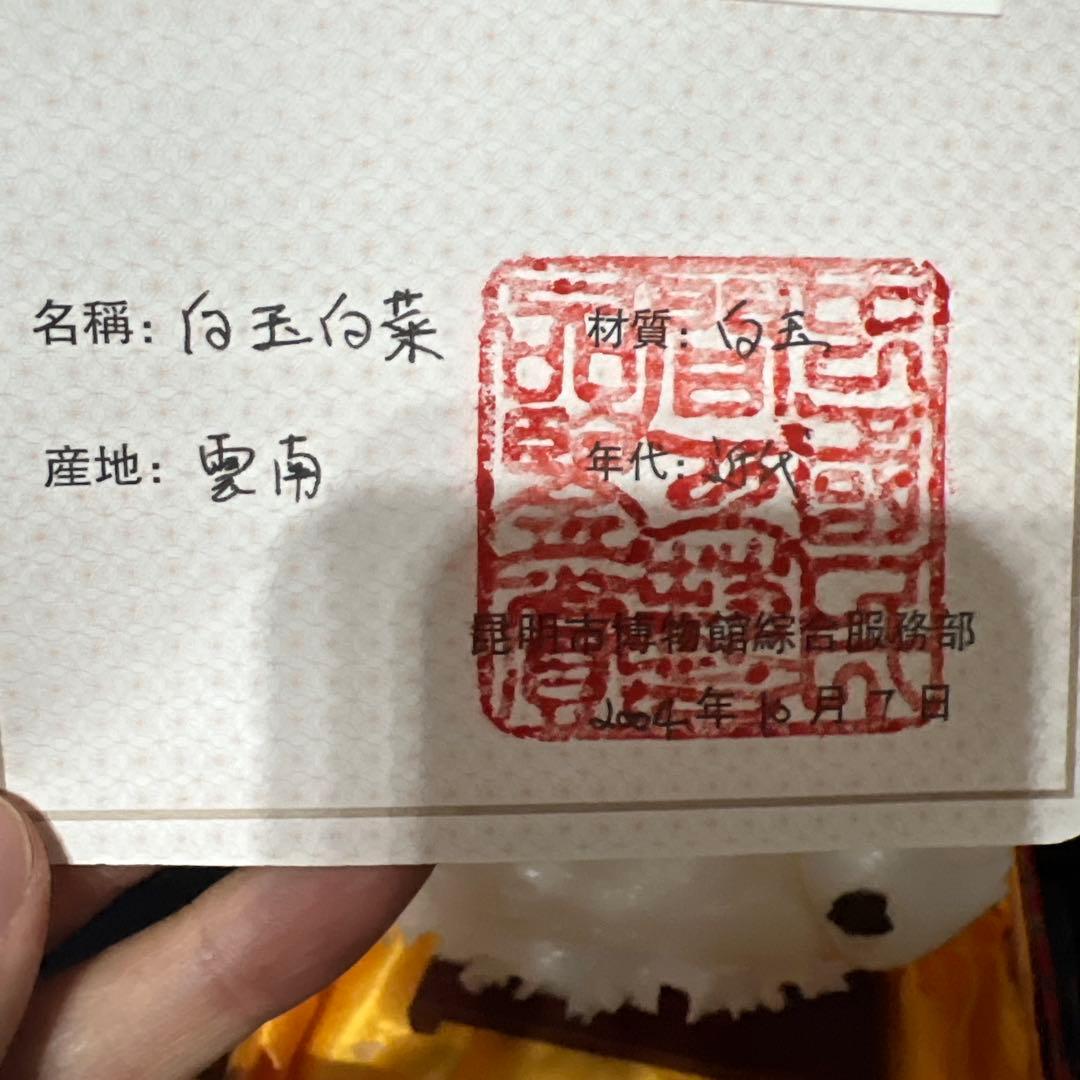 名稱: 白玉白菜 材質: 白玉
産地: 雲南 年代: 近代
昆明市博物館綜合服務部
2004年10月7日